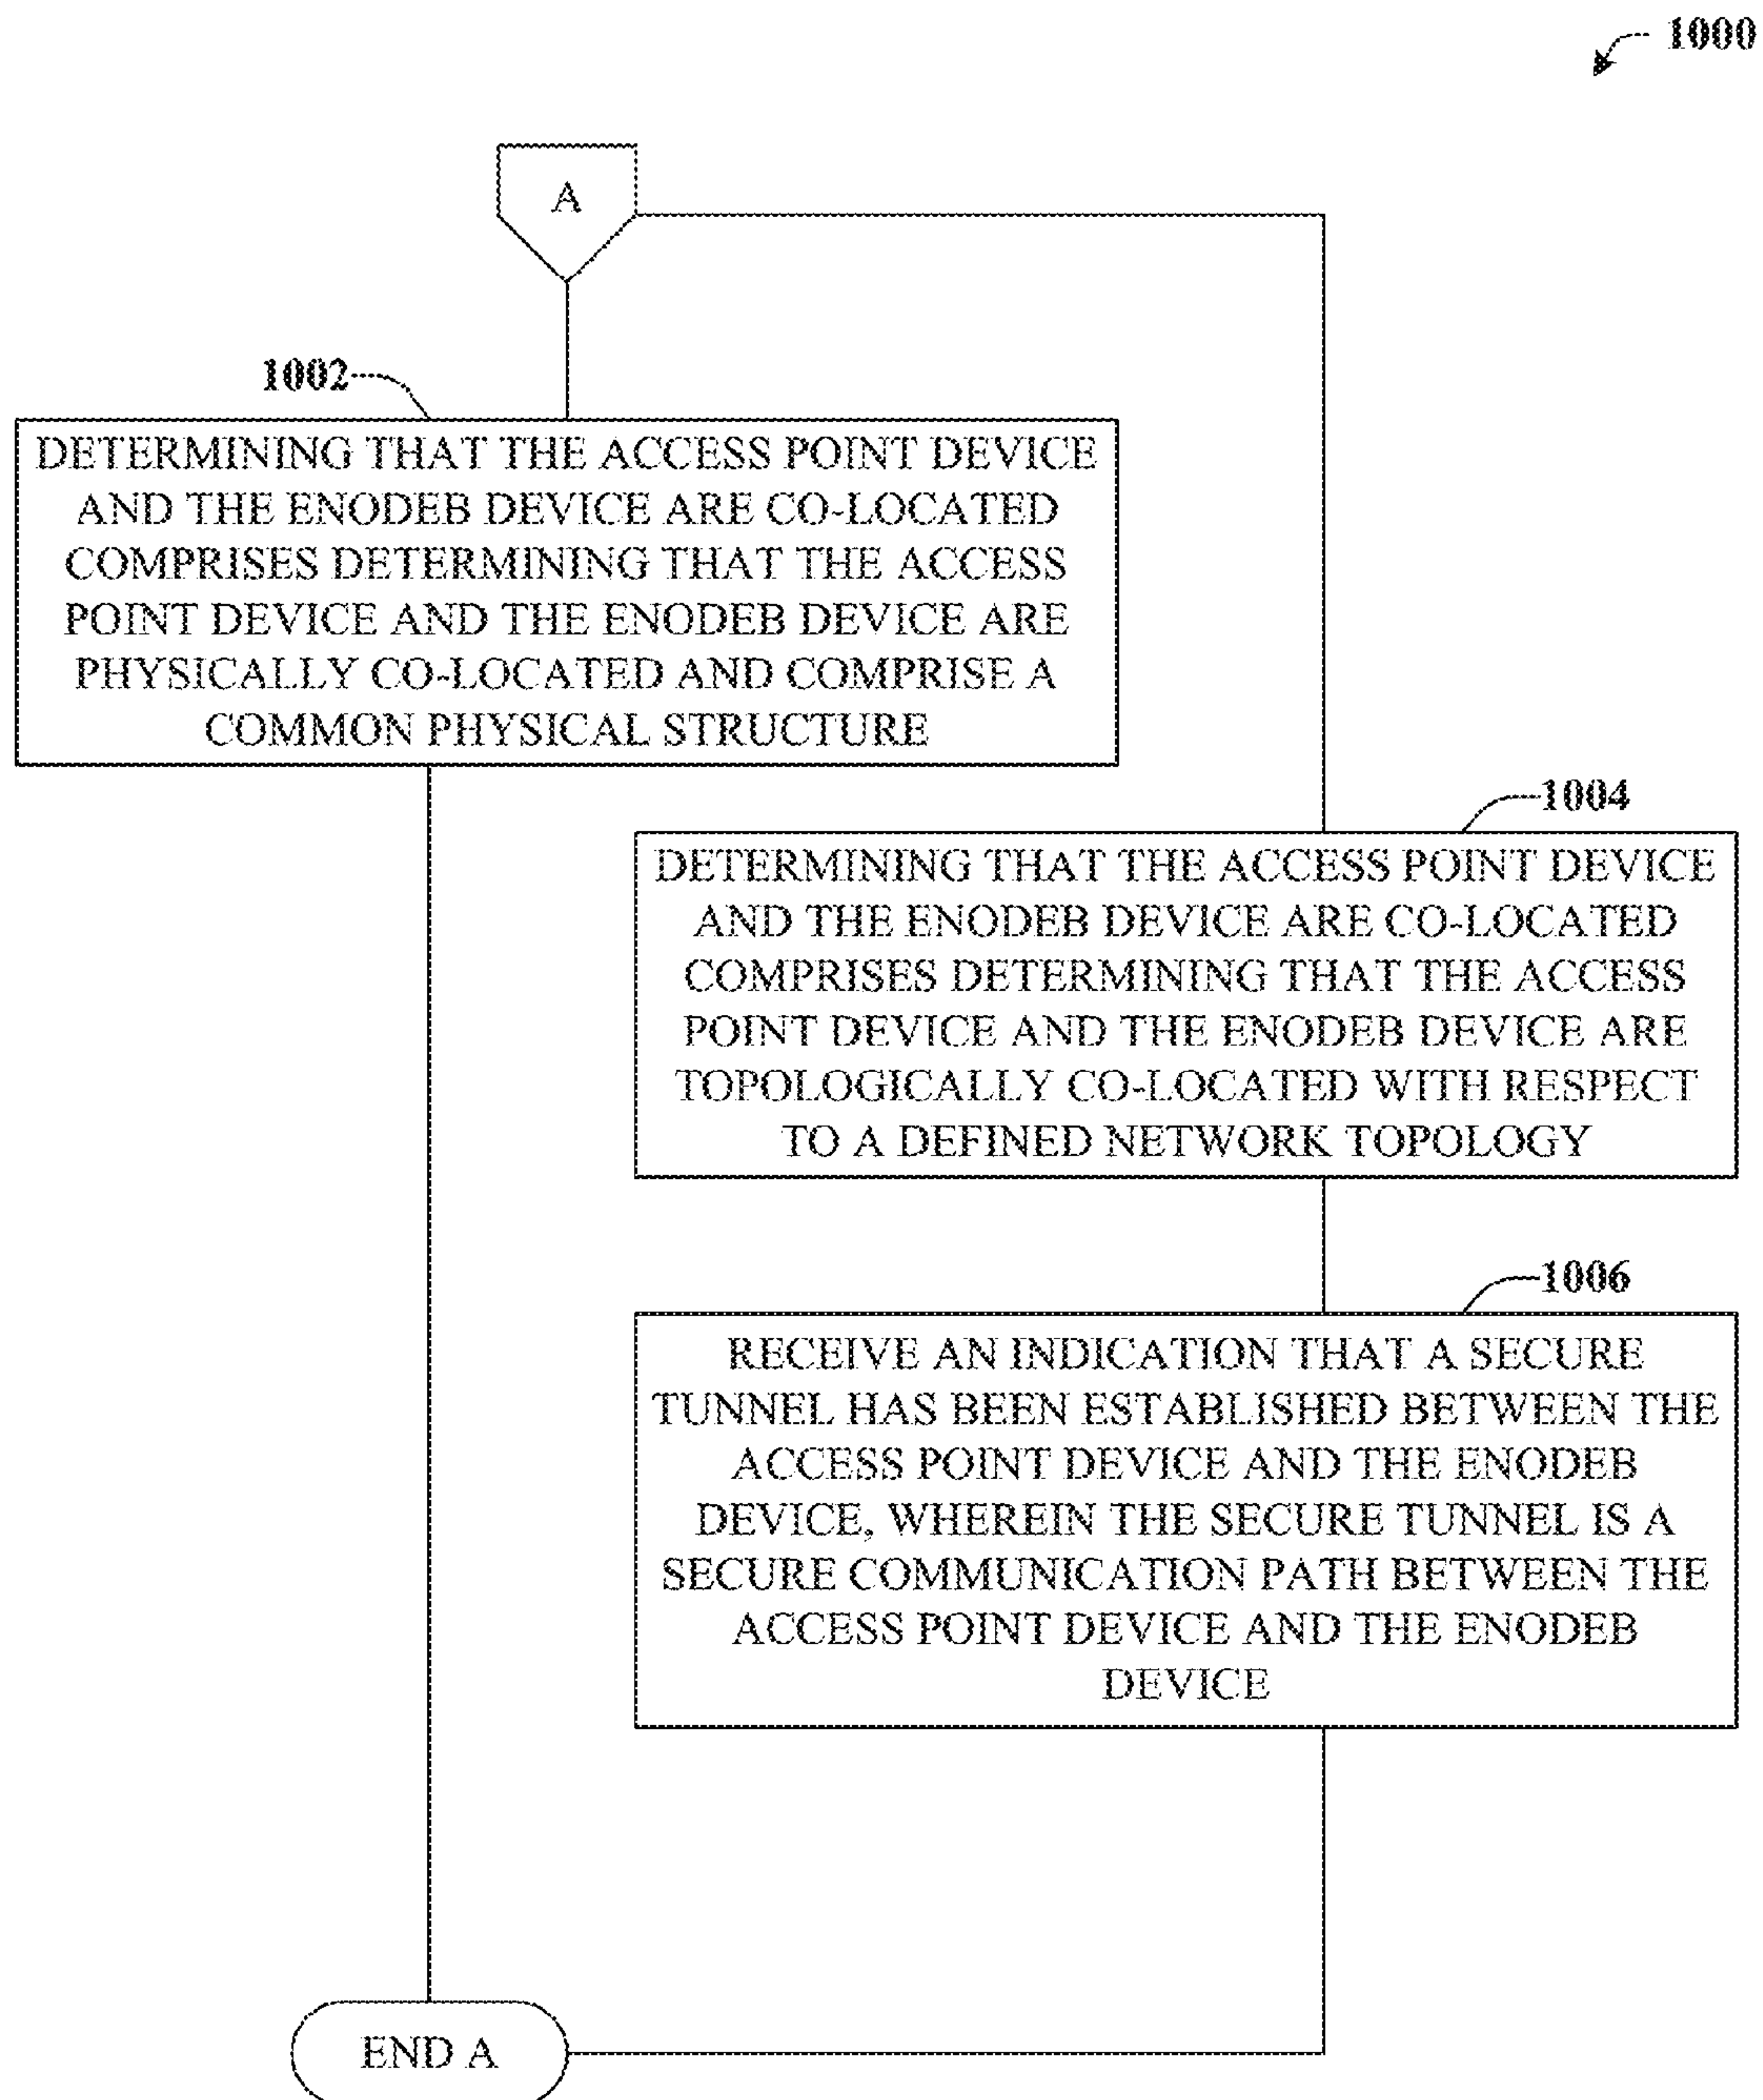 1000
A
1002
DETERMINING THAT THE ACCESS POINT DEVICE
AND THE ENODEB DEVICE ARE CO-LOCATED
COMPRISES DETERMINING THAT THE ACCESS
POINT DEVICE AND THE ENODEB DEVICE ARE
PHYSICALLY CO-LOCATED AND COMPRISE A
COMMON PHYSICAL STRUCTURE
1004
DETERMINING THAT THE ACCESS POINT DEVICE
AND THE ENODEB DEVICE ARE CO-LOCATED
COMPRISES DETERMINING THAT THE ACCESS
POINT DEVICE AND THE ENODEB DEVICE ARE
TOPOLOGICALLY CO-LOCATED WITH RESPECT
TO A DEFINED NETWORK TOPOLOGY
1006
RECEIVE AN INDICATION THAT A SECURE
TUNNEL HAS BEEN ESTABLISHED BETWEEN THE
ACCESS POINT DEVICE AND THE ENODEB
DEVICE, WHEREIN THE SECURE TUNNEL IS A
SECURE COMMUNICATION PATH BETWEEN THE
ACCESS POINT DEVICE AND THE ENODEB
DEVICE
END A